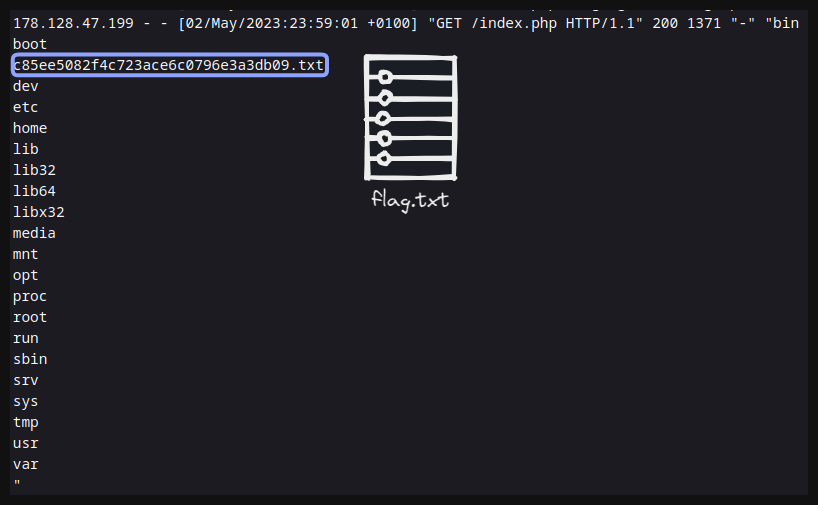 178.128.47.199 - - [02/May/2023:23:59:01 +0100] "GET /index.php HTTP/1.1" 200 1371 "-" "bin
boot
c85ee5082f4c723ace6c0796e3a3db09.txt
dev
etc
home
lib
lib32
lib64
libx32
media
mnt
opt
proc
root
run
sbin
srv
sys
tmp
usr
var
"
flag.txt